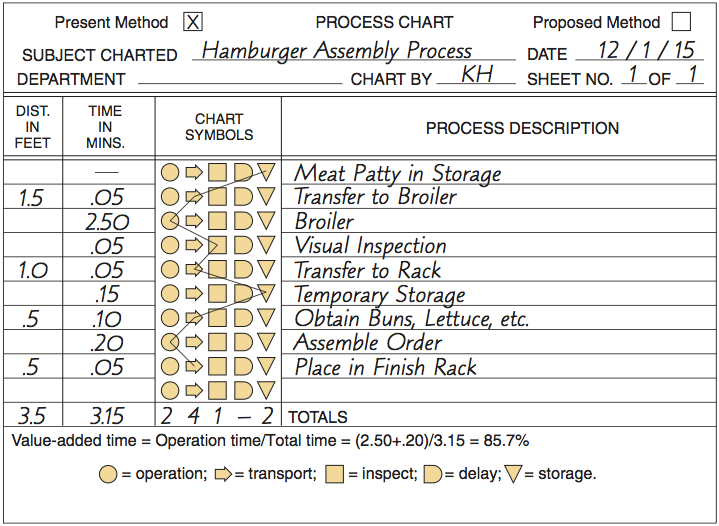 Present Method X PROCESS CHART Proposed Method
SUBJECT CHARTED Hamburger Assembly Process DATE 12 / 1 / 15
DEPARTMENT CHART BY KH SHEET NO. 1 OF 1
DIST. IN FEET TIME IN MINS. CHART SYMBOLS PROCESS DESCRIPTION
— Meat Patty in Storage
1.5 .05 Transfer to Broiler
2.50 Broiler
.05 Visual Inspection
1.0 .05 Transfer to Rack
.15 Temporary Storage
.5 .10 Obtain Buns, Lettuce, etc.
.20 Assemble Order
.5 .05 Place in Finish Rack
3.5 3.15 2 4 1 – 2 TOTALS
Value-added time = Operation time/Total time = (2.50+.20)/3.15 = 85.7%
= operation; = transport; = inspect; = delay; = storage.